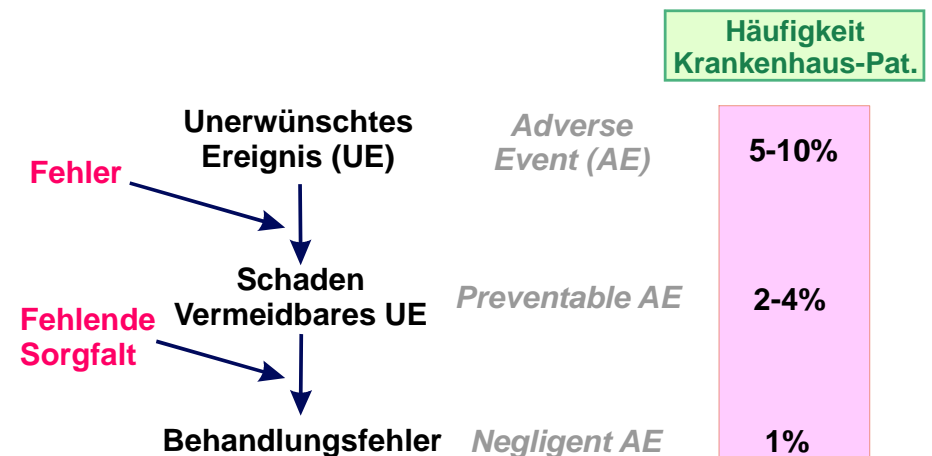 Häufigkeit
Krankenhaus-Pat.
Unerwünschtes
Ereignis (UE)
Adverse
Event (AE)
5-10%
Fehler
Schaden
Vermeidbares UE
Preventable AE
2-4%
Fehlende
Sorgfalt
Behandlungsfehler
Negligent AE
1%